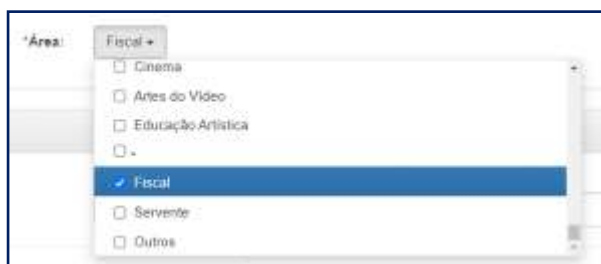 *Área:
Fiscal
Cinema
Artes do Vídeo
Educação Artística
-
Fiscal
Servente
Outros